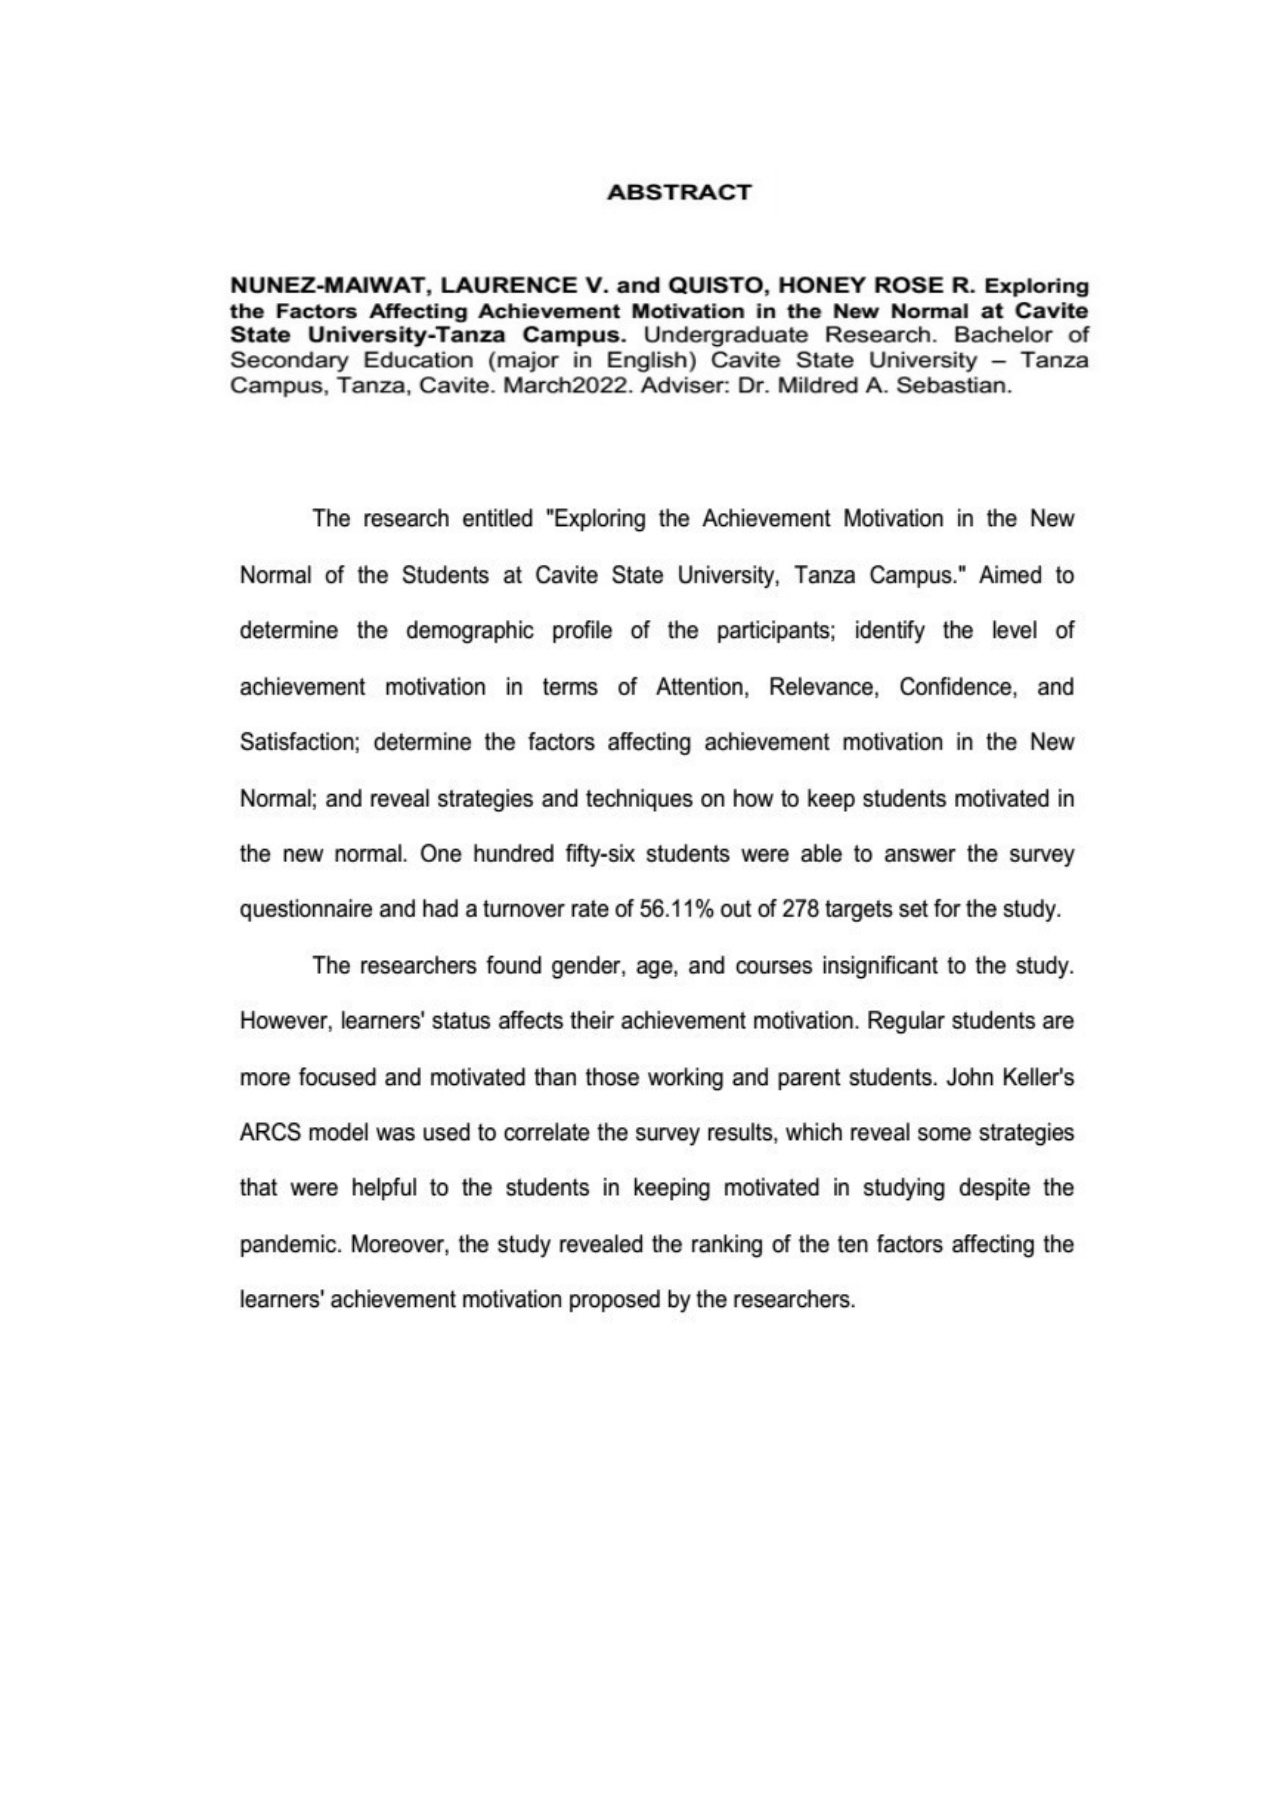 ABSTRACT
NUNEZ-MAIWAT, LAURENCE V. and QUISTO, HONEY ROSE R. Exploring
the Factors Affecting Achievement Motivation in the New Normal at Cavite
State University-Tanza Campus. Undergraduate Research. Bachelor of
Secondary Education (major in English) Cavite State University – Tanza
Campus, Tanza, Cavite. March2022. Adviser: Dr. Mildred A. Sebastian.
The research entitled "Exploring the Achievement Motivation in the New
Normal of the Students at Cavite State University, Tanza Campus." Aimed to
determine the demographic profile of the participants; identify the level of
achievement motivation in terms of Attention, Relevance, Confidence, and
Satisfaction; determine the factors affecting achievement motivation in the New
Normal; and reveal strategies and techniques on how to keep students motivated in
the new normal. One hundred fifty-six students were able to answer the survey
questionnaire and had a turnover rate of 56.11% out of 278 targets set for the study.
The researchers found gender, age, and courses insignificant to the study.
However, learners' status affects their achievement motivation. Regular students are
more focused and motivated than those working and parent students. John Keller's
ARCS model was used to correlate the survey results, which reveal some strategies
that were helpful to the students in keeping motivated in studying despite the
pandemic. Moreover, the study revealed the ranking of the ten factors affecting the
learners' achievement motivation proposed by the researchers.